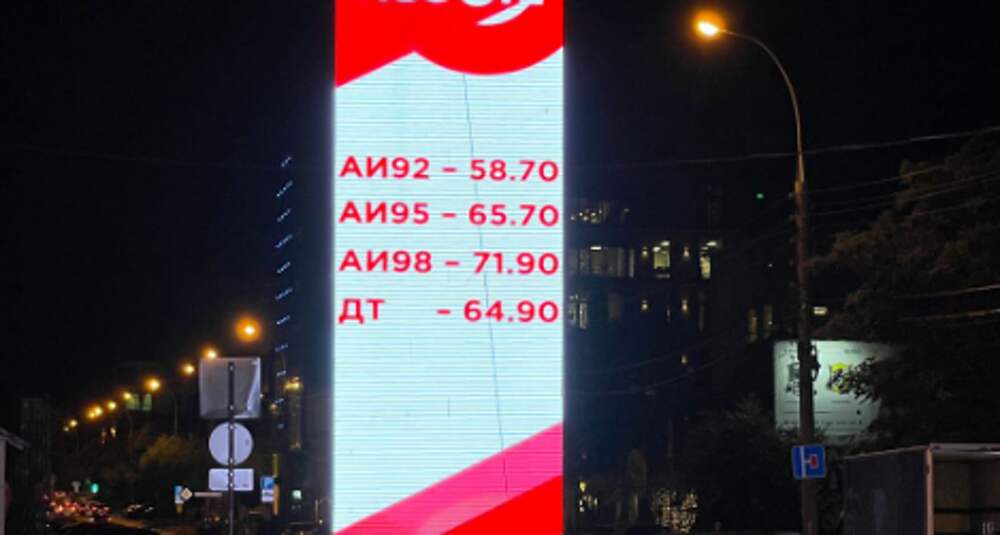 АИ92 – 58.70
АИ95 – 65.70
АИ98 – 71.90
ДТ – 64.90